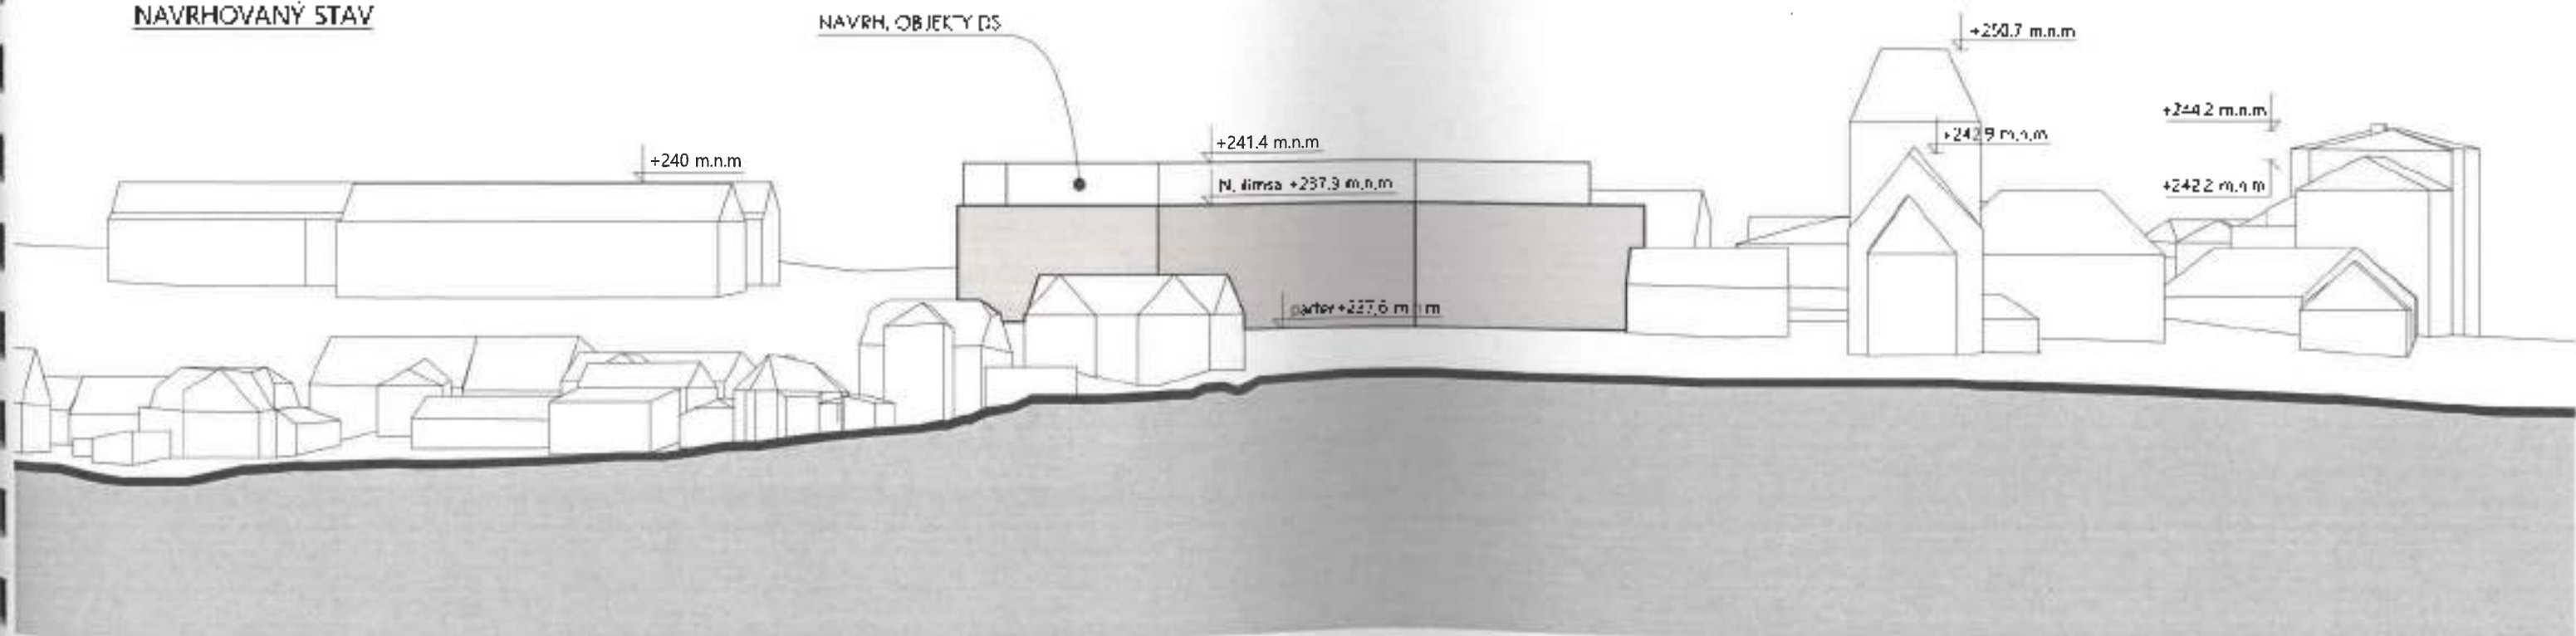 NAVRHOVANÝ STAV
NAVRH, OBJEKTY DS
+250.7 m.n.m
+244.2 m.n.m
+242.9 m.n.m
+241.4 m.n.m
+240 m.n.m
N. římsa +237.9 m.n.m
+242.2 m.n.m
parter +227,6 m.n.m